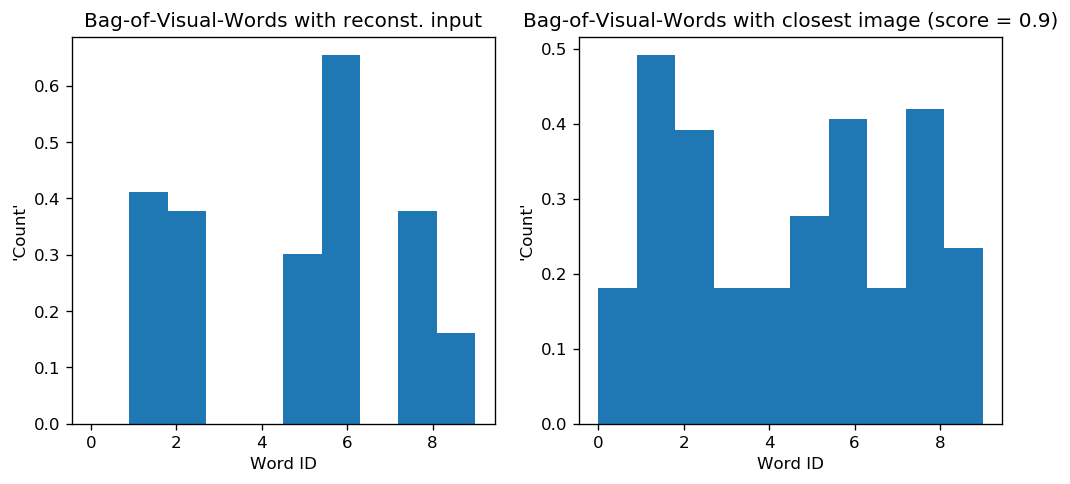 Bag-of-Visual-Words with reconst. input
0.6
0.5
0.4
0.3
0.2
0.1
0.0
'Count'
0 2 4 6 8
Word ID
Bag-of-Visual-Words with closest image (score = 0.9)
0.5
0.4
0.3
0.2
0.1
0.0
'Count'
0 2 4 6 8
Word ID